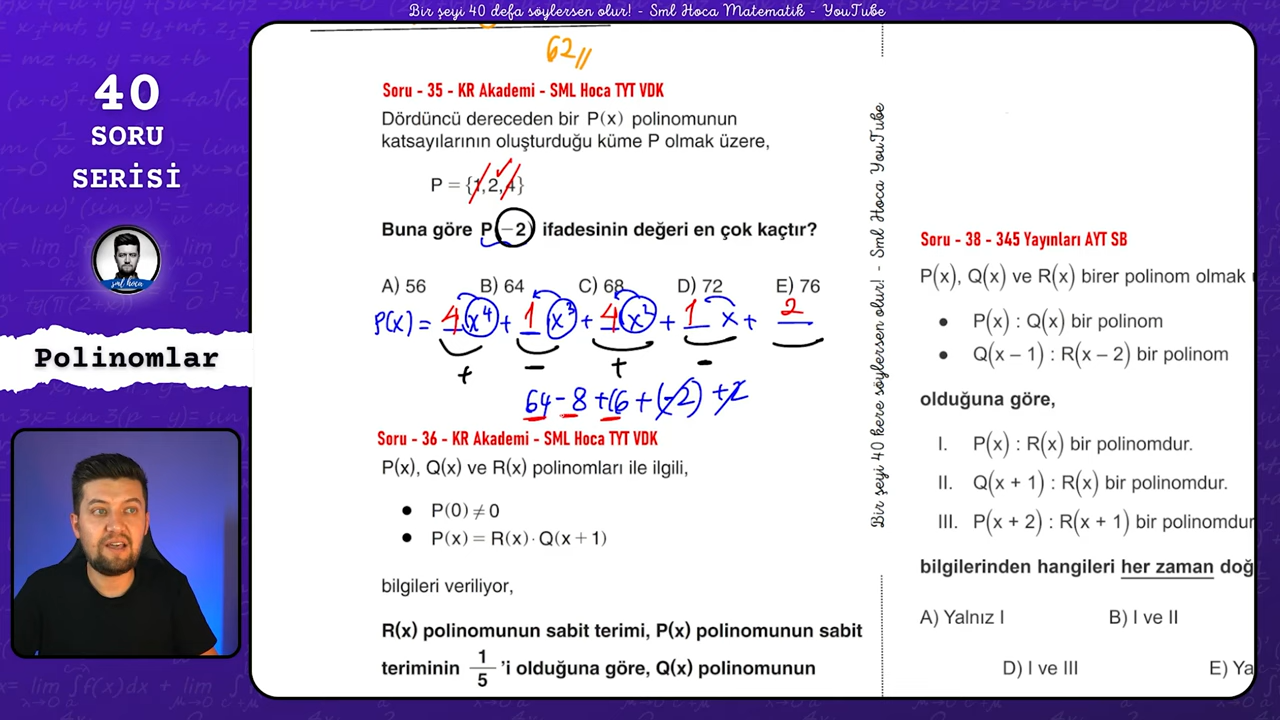 Bir şeyi 40 defa söylersen olur! - Sml Hoca Matematik - YouTube
40
SORU
SERİSİ
sml hoca
Polinomlar
62//
Soru - 35 - KR Akademi - SML Hoca TYT VDK
Dördüncü dereceden bir P(x) polinomunun
katsayılarının oluşturduğu küme P olmak üzere,
P = {1,2,4}
Buna göre P(−2) ifadesinin değeri en çok kaçtır?
A) 56 B) 64 C) 68 D) 72 E) 76
P(x) = 4x⁴ + 1x³ + 4x² + 1x + 2
+ − + −
64 - 8 + 16 + (-2) + 2
Soru - 36 - KR Akademi - SML Hoca TYT VDK
P(x), Q(x) ve R(x) polinomları ile ilgili,
● P(0) ≠ 0
● P(x) = R(x) · Q(x + 1)
bilgileri veriliyor,
R(x) polinomunun sabit terimi, P(x) polinomunun sabit
teriminin 1/5 'i olduğuna göre, Q(x) polinomunun
Bir şeyi 40 kere söylersen olur! - Sml Hoca YouTube
Soru - 38 - 345 Yayınları AYT SB
P(x), Q(x) ve R(x) birer polinom olmak
● P(x) : Q(x) bir polinom
● Q(x − 1) : R(x − 2) bir polinom
olduğuna göre,
I. P(x) : R(x) bir polinomdur.
II. Q(x + 1) : R(x) bir polinomdur.
III. P(x + 2) : R(x + 1) bir polinomdur
bilgilerinden hangileri her zaman doğ
A) Yalnız I B) I ve II
D) I ve III E) Ya